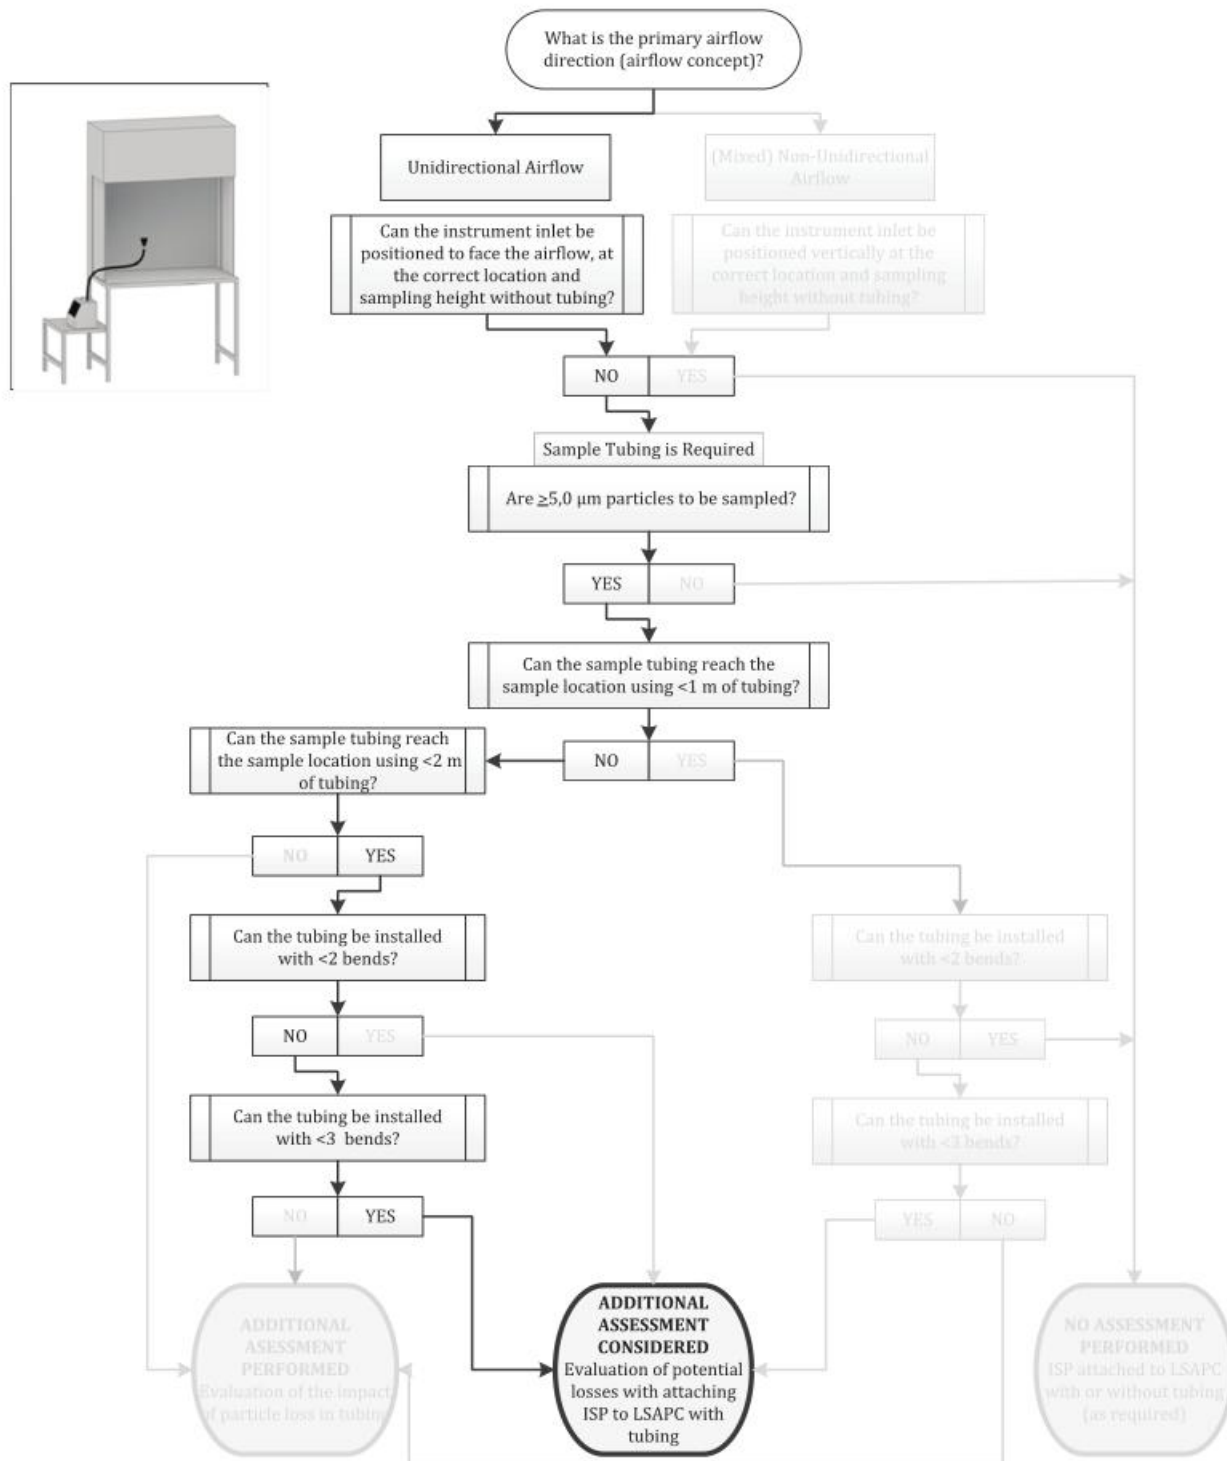 What is the primary airflow
direction (airflow concept)?
Unidirectional Airflow
(Mixed) Non-Unidirectional
Airflow
Can the instrument inlet be
positioned to face the airflow, at
the correct location and
sampling height without tubing?
Can the instrument inlet be
positioned vertically at the
correct location and sampling
height without tubing?
NO
YES
Sample Tubing is Required
Are ≥5,0 µm particles to be sampled?
YES
NO
Can the sample tubing reach the
sample location using <1 m of tubing?
NO
YES
Can the sample tubing reach
the sample location using <2 m
of tubing?
NO
YES
Can the tubing be installed
with <2 bends?
Can the tubing be installed
with <2 bends?
NO
YES
NO
YES
Can the tubing be installed
with <3 bends?
Can the tubing be installed
with <3 bends?
NO
YES
YES
NO
ADDITIONAL
ASESSMENT
PERFORMED
Evaluation of the impact
of particle loss in tubing
ADDITIONAL
ASSESSMENT
CONSIDERED
Evaluation of potential
losses with attaching
ISP to LSAPC with
tubing
NO ASSESSMENT
PERFORMED
ISP attached to LSAPC
with or without tubing
(as required)